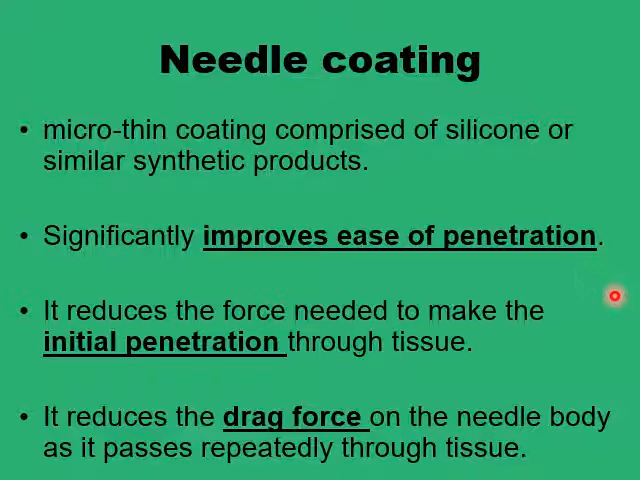 Needle coating
• micro-thin coating comprised of silicone or
similar synthetic products.
• Significantly improves ease of penetration.
• It reduces the force needed to make the
initial penetration through tissue.
• It reduces the drag force on the needle body
as it passes repeatedly through tissue.